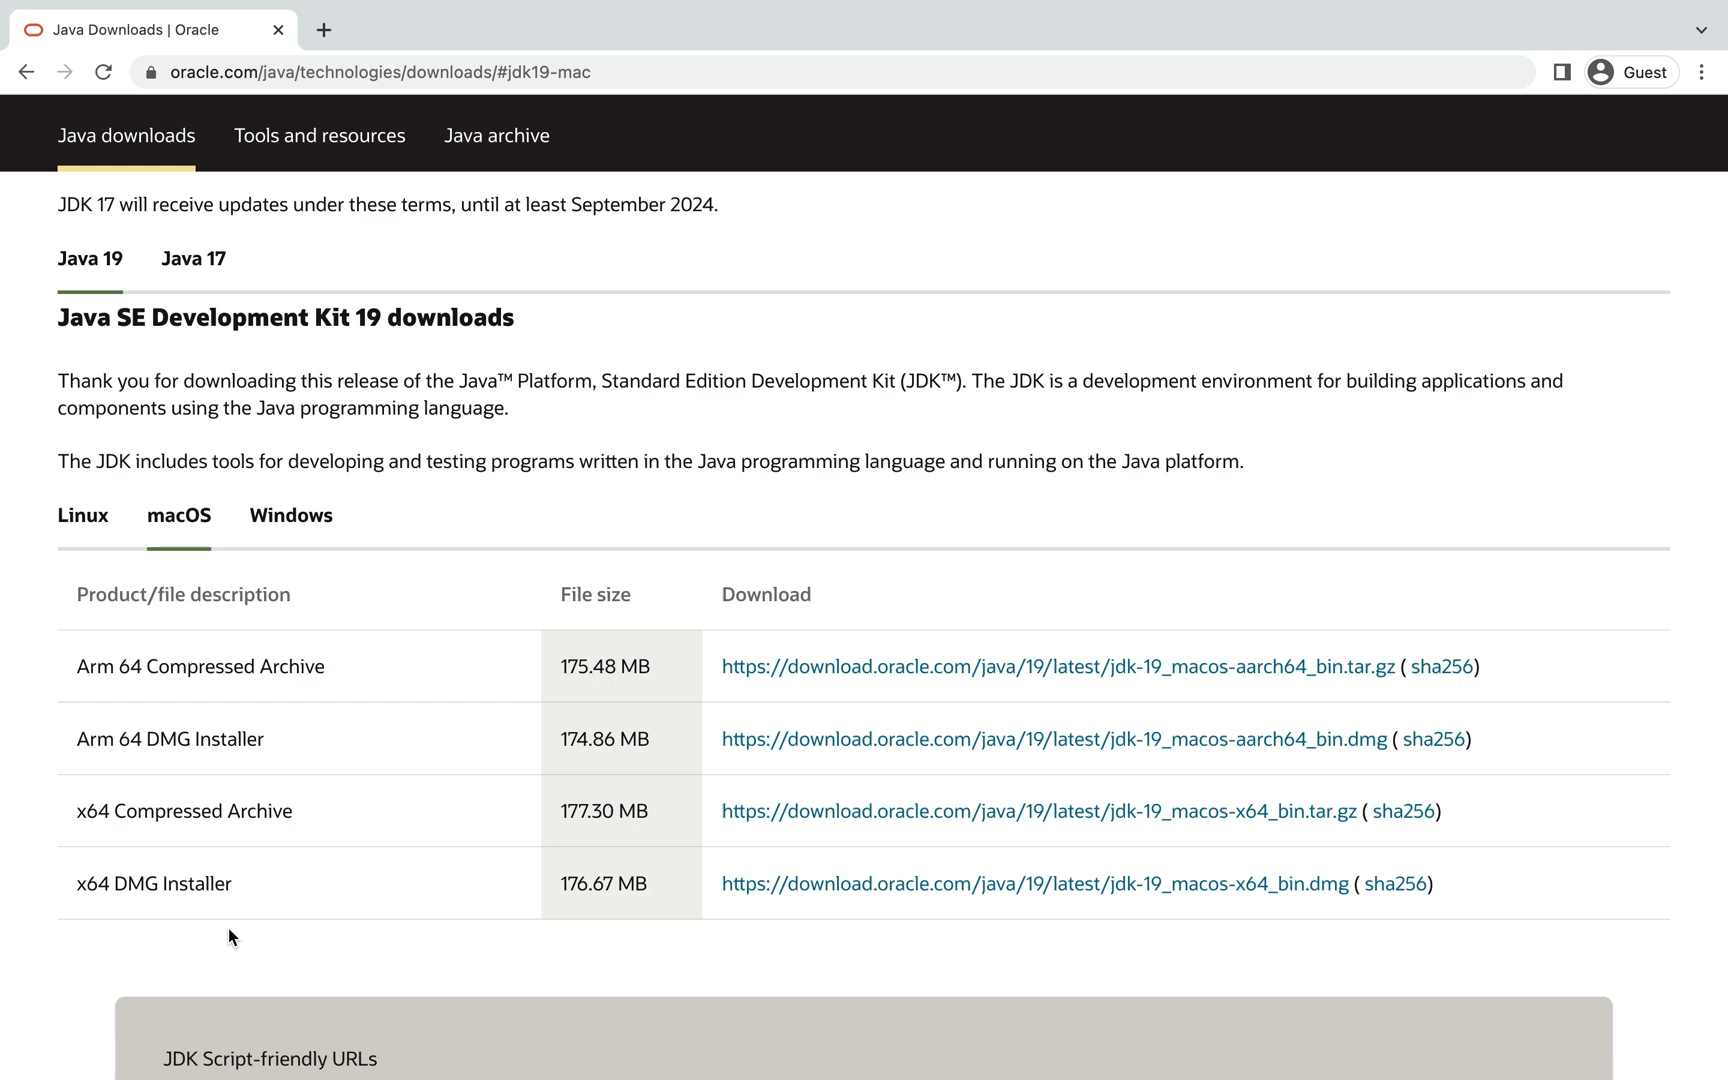 Java Downloads | Oracle
oracle.com/java/technologies/downloads/#jdk19-mac
Guest
Java downloads Tools and resources Java archive
JDK 17 will receive updates under these terms, until at least September 2024.
Java 19 Java 17
Java SE Development Kit 19 downloads
Thank you for downloading this release of the Java™ Platform, Standard Edition Development Kit (JDK™). The JDK is a development environment for building applications and
components using the Java programming language.
The JDK includes tools for developing and testing programs written in the Java programming language and running on the Java platform.
Linux macOS Windows
Product/file description File size Download
Arm 64 Compressed Archive 175.48 MB https://download.oracle.com/java/19/latest/jdk-19_macos-aarch64_bin.tar.gz ( sha256)
Arm 64 DMG Installer 174.86 MB https://download.oracle.com/java/19/latest/jdk-19_macos-aarch64_bin.dmg ( sha256)
x64 Compressed Archive 177.30 MB https://download.oracle.com/java/19/latest/jdk-19_macos-x64_bin.tar.gz ( sha256)
x64 DMG Installer 176.67 MB https://download.oracle.com/java/19/latest/jdk-19_macos-x64_bin.dmg ( sha256)
JDK Script-friendly URLs